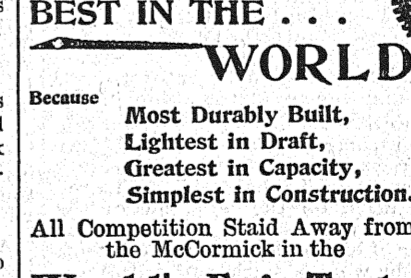 BEST IN THE . . .
WORLD
Because
Most Durably Built,
Lightest in Draft,
Greatest in Capacity,
Simplest in Construction.
All Competition Staid Away from
the McCormick in the